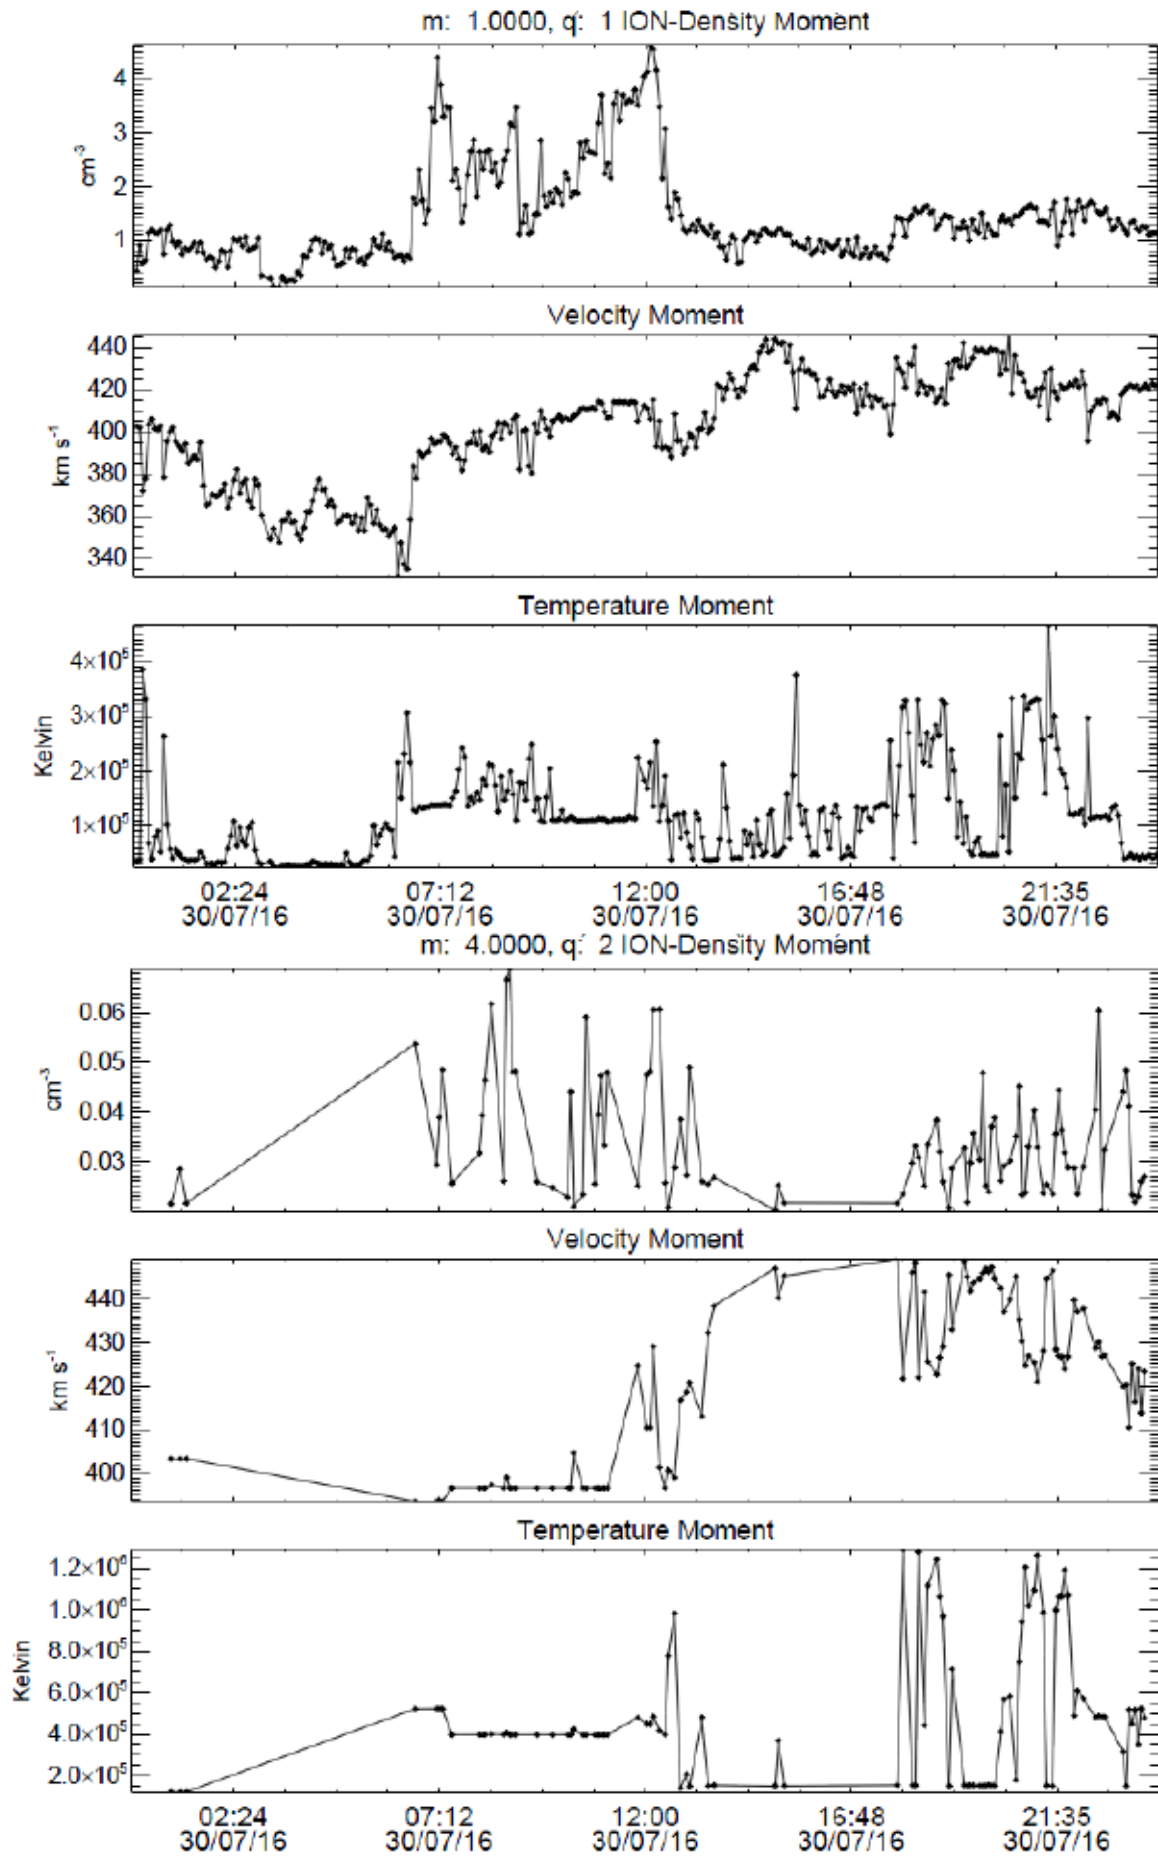 m: 1.0000, q: 1 ION-Density Moment
4
3
2
1
cm⁻³
Velocity Moment
440
420
400
380
360
340
km s⁻¹
Temperature Moment
4×10⁵
3×10⁵
2×10⁵
1×10⁵
Kelvin
02:24 07:12 12:00 16:48 21:35
30/07/16 30/07/16 30/07/16 30/07/16 30/07/16
m: 4.0000, q: 2 ION-Density Moment
0.06
0.05
0.04
0.03
cm⁻³
Velocity Moment
440
430
420
410
400
km s⁻¹
Temperature Moment
1.2×10⁶
1.0×10⁶
8.0×10⁵
6.0×10⁵
4.0×10⁵
2.0×10⁵
Kelvin
02:24 07:12 12:00 16:48 21:35
30/07/16 30/07/16 30/07/16 30/07/16 30/07/16